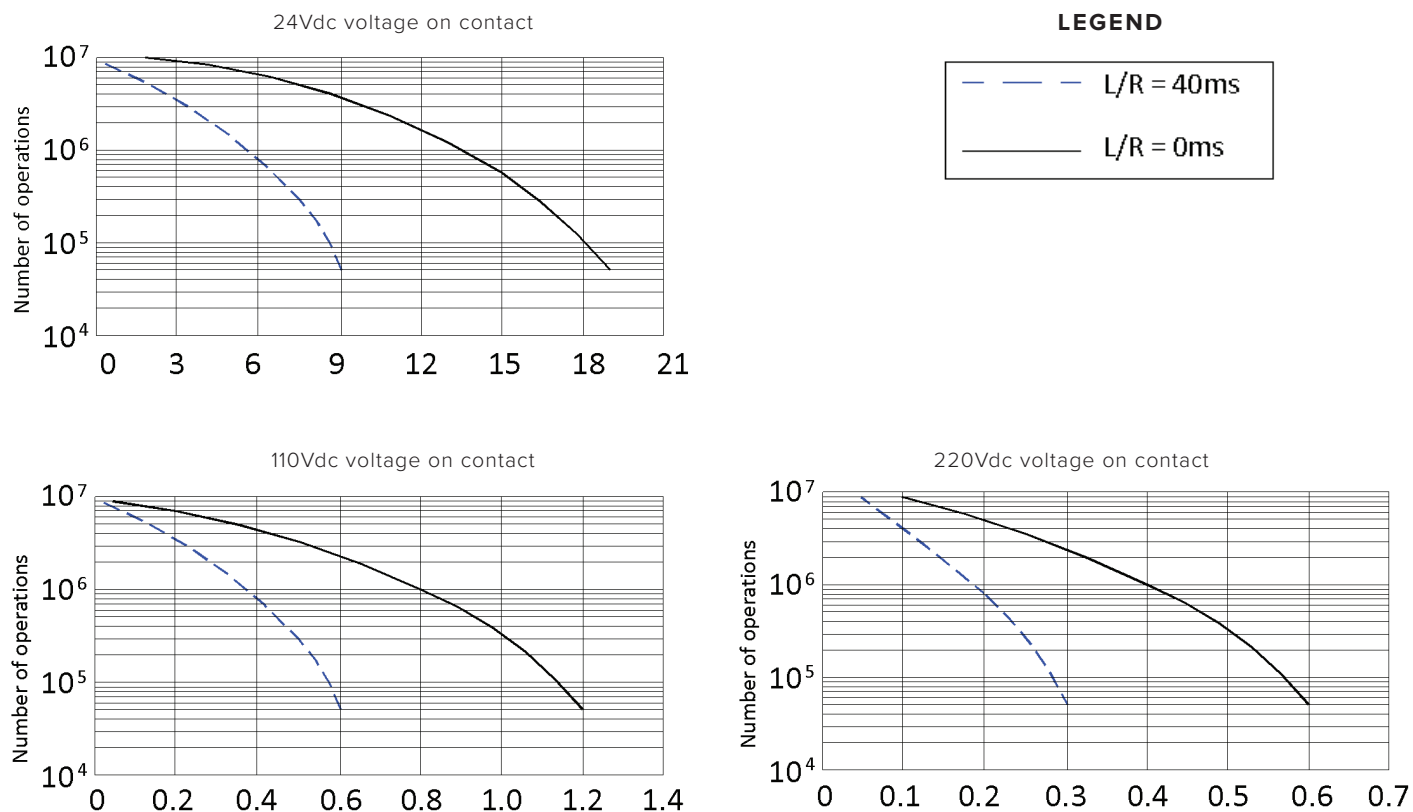 24Vdc voltage on contact
LEGEND
L/R = 40ms
L/R = 0ms
Number of operations
10⁷
10⁶
10⁵
10⁴
0 3 6 9 12 15 18 21
110Vdc voltage on contact
Number of operations
10⁷
10⁶
10⁵
10⁴
0 0.2 0.4 0.6 0.8 1.0 1.2 1.4
220Vdc voltage on contact
Number of operations
10⁷
10⁶
10⁵
10⁴
0 0.1 0.2 0.3 0.4 0.5 0.6 0.7